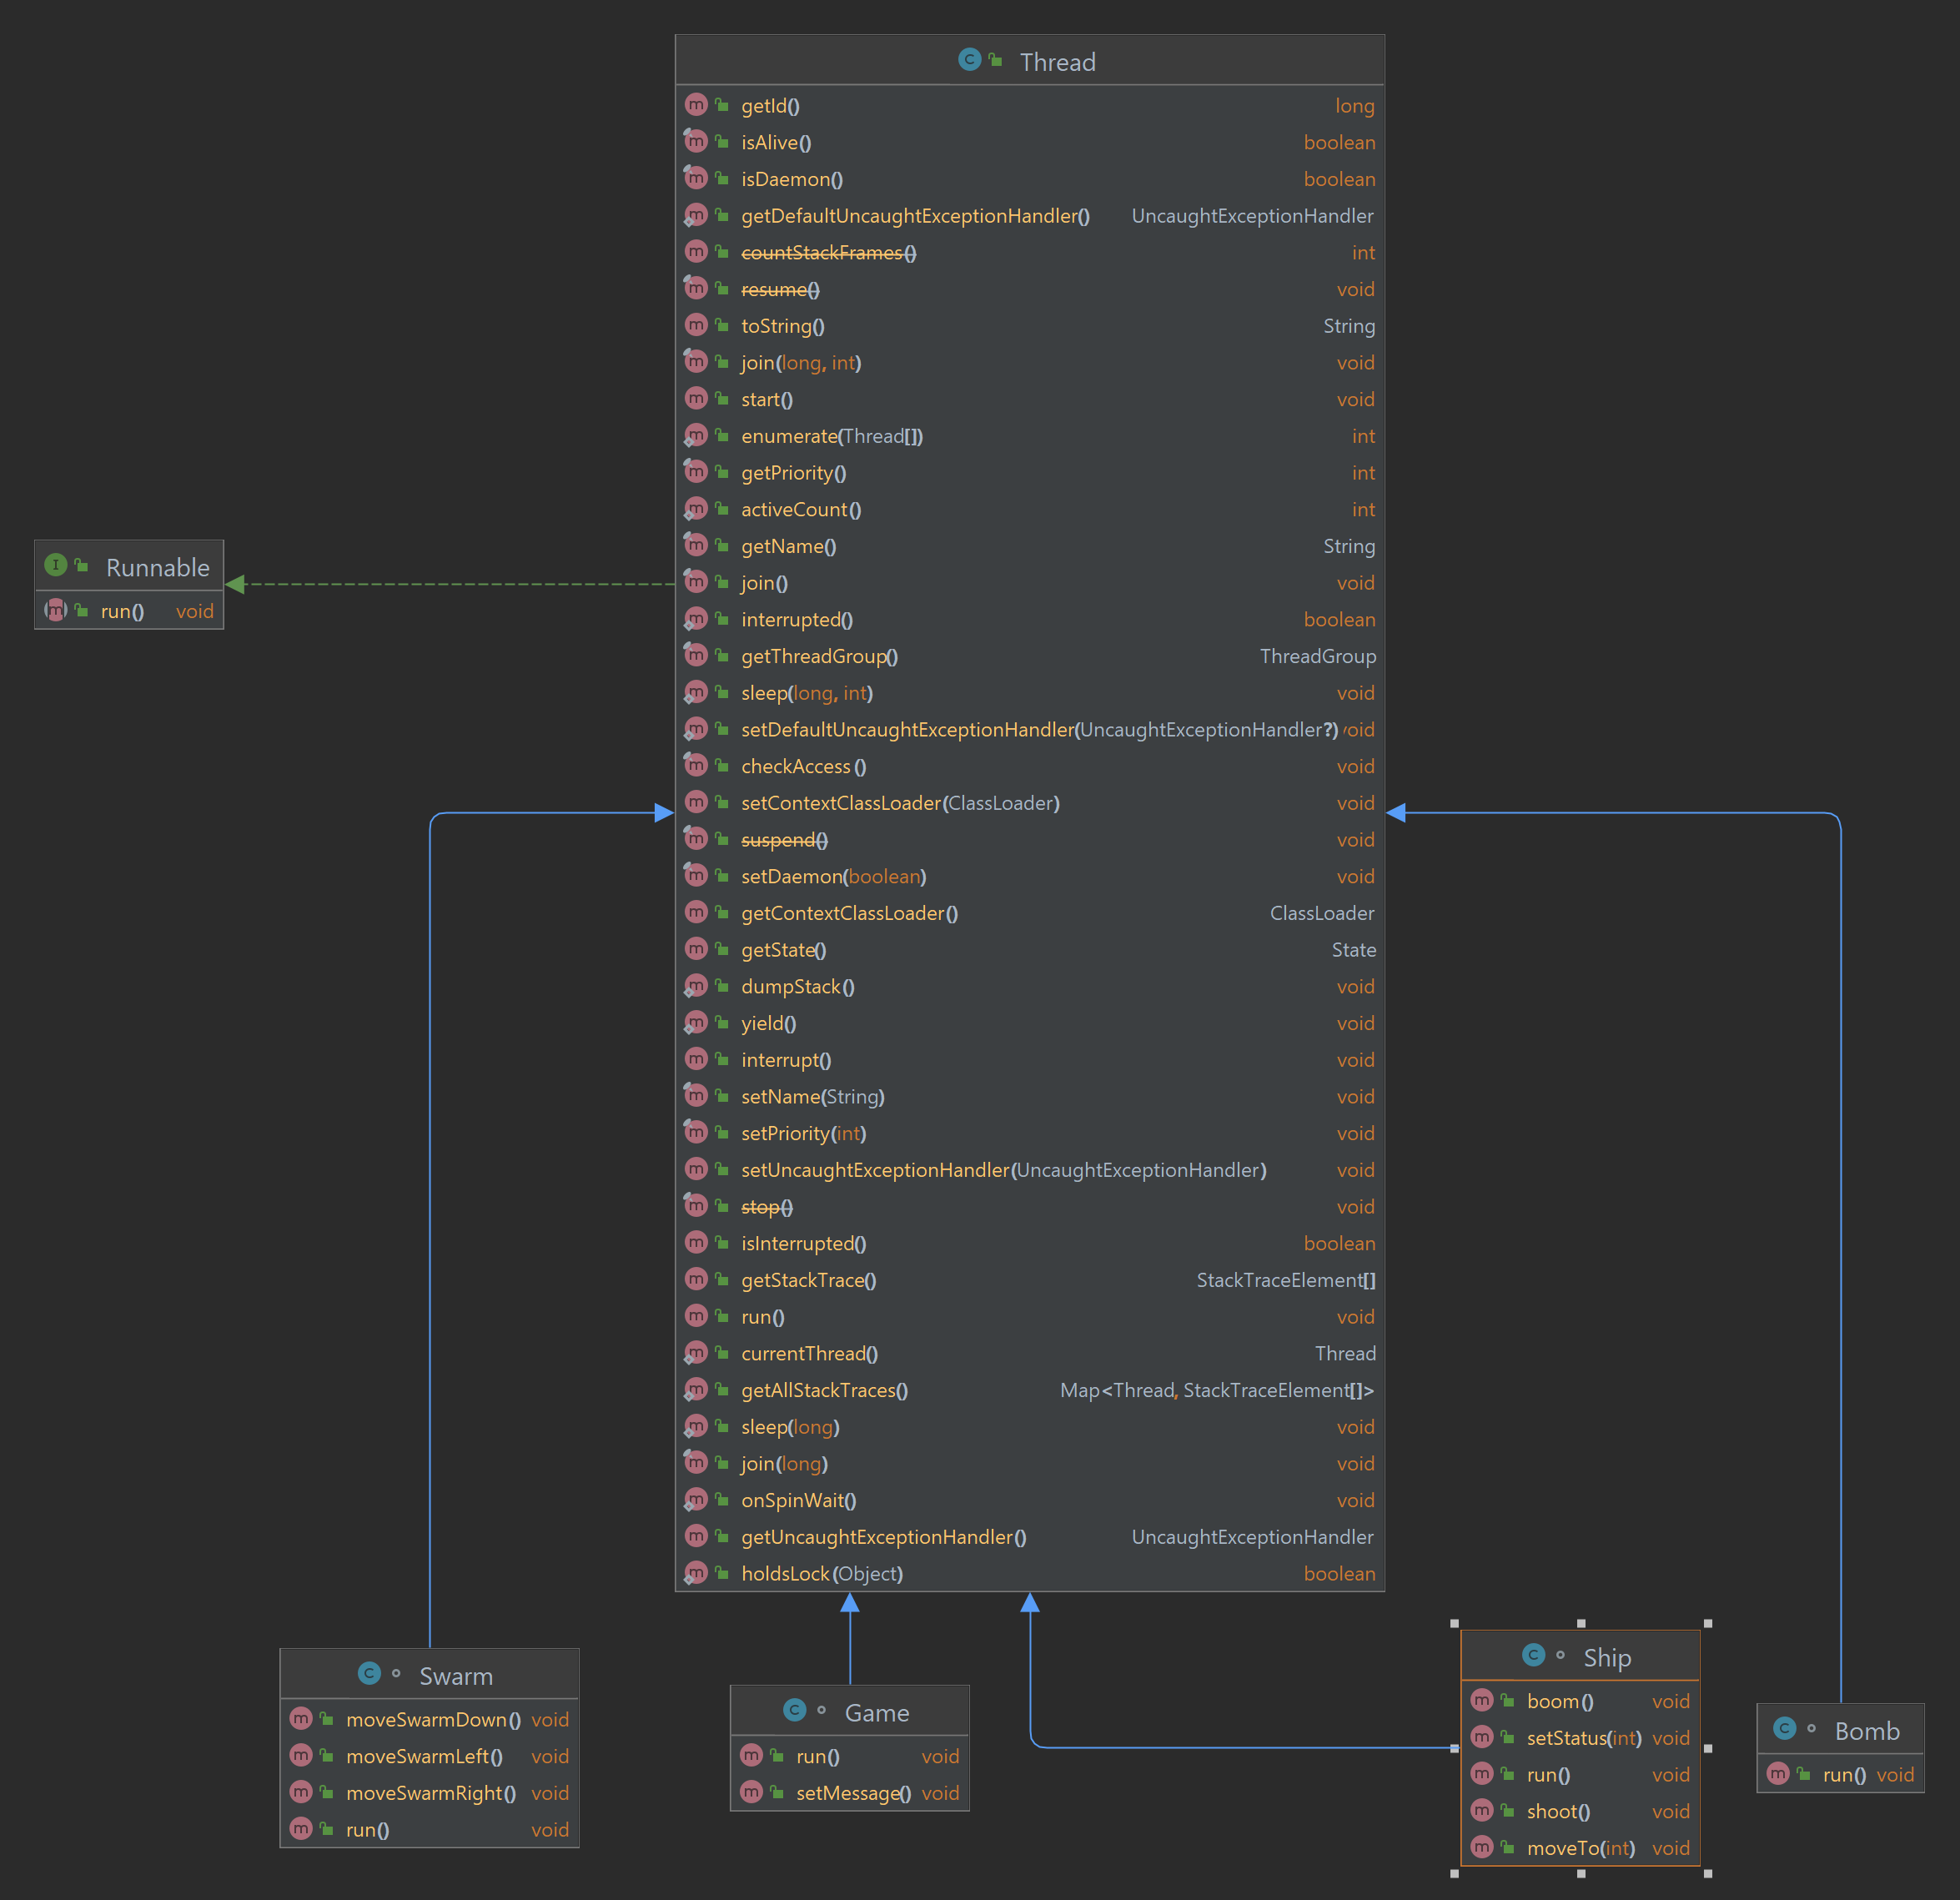 Thread
getId() long
isAlive() boolean
isDaemon() boolean
getDefaultUncaughtExceptionHandler() UncaughtExceptionHandler
countStackFrames() int
resume() void
toString() String
join(long, int) void
start() void
enumerate(Thread[]) int
getPriority() int
activeCount() int
getName() String
join() void
interrupted() boolean
getThreadGroup() ThreadGroup
sleep(long, int) void
setDefaultUncaughtExceptionHandler(UncaughtExceptionHandler?) void
checkAccess() void
setContextClassLoader(ClassLoader) void
suspend() void
setDaemon(boolean) void
getContextClassLoader() ClassLoader
getState() State
dumpStack() void
yield() void
interrupt() void
setName(String) void
setPriority(int) void
setUncaughtExceptionHandler(UncaughtExceptionHandler) void
stop() void
isInterrupted() boolean
getStackTrace() StackTraceElement[]
run() void
currentThread() Thread
getAllStackTraces() Map<Thread, StackTraceElement[]>
sleep(long) void
join(long) void
onSpinWait() void
getUncaughtExceptionHandler() UncaughtExceptionHandler
holdsLock(Object) boolean
Runnable
run() void
Swarm
moveSwarmDown() void
moveSwarmLeft() void
moveSwarmRight() void
run() void
Game
run() void
setMessage() void
Ship
boom() void
setStatus(int) void
run() void
shoot() void
moveTo(int) void
Bomb
run() void